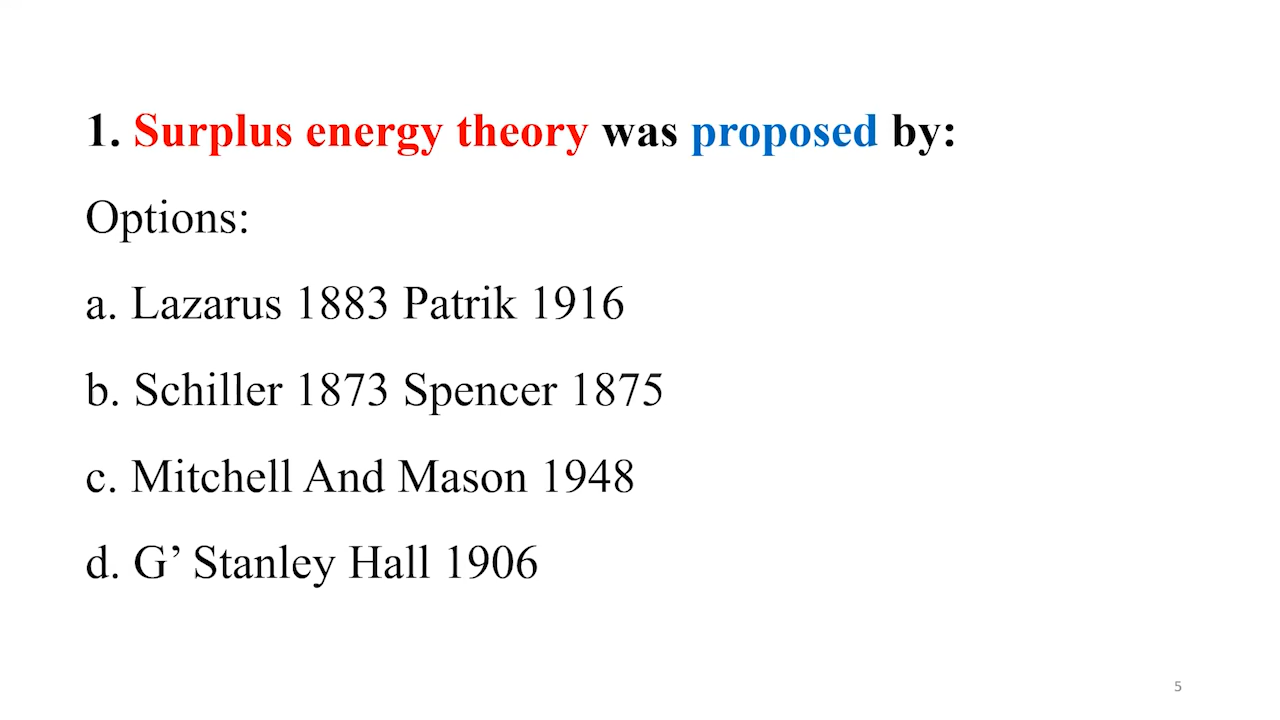 1. Surplus energy theory was proposed by:
Options:
a. Lazarus 1883 Patrik 1916
b. Schiller 1873 Spencer 1875
c. Mitchell And Mason 1948
d. G’ Stanley Hall 1906
5